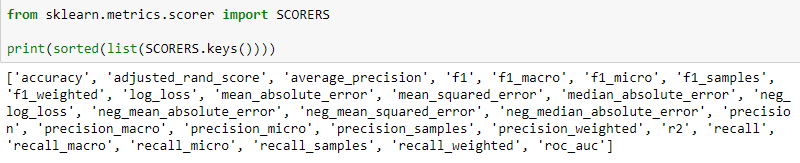 from sklearn.metrics.scorer import SCORERS
print(sorted(list(SCORERS.keys())))
['accuracy', 'adjusted_rand_score', 'average_precision', 'f1', 'f1_macro', 'f1_micro', 'f1_samples',
'f1_weighted', 'log_loss', 'mean_absolute_error', 'mean_squared_error', 'median_absolute_error', 'neg_
log_loss', 'neg_mean_absolute_error', 'neg_mean_squared_error', 'neg_median_absolute_error', 'precisio
n', 'precision_macro', 'precision_micro', 'precision_samples', 'precision_weighted', 'r2', 'recall',
'recall_macro', 'recall_micro', 'recall_samples', 'recall_weighted', 'roc_auc']